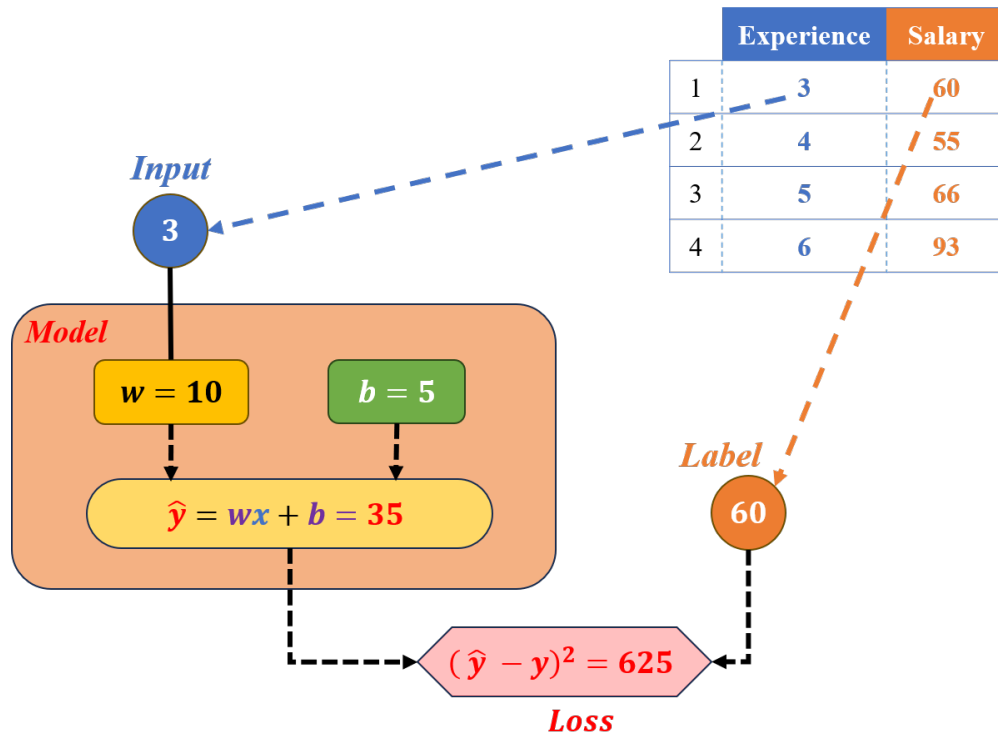 Experience Salary
1 3 60
2 4 55
3 5 66
4 6 93
Input
3
Model
w = 10
b = 5
ŷ = wx + b = 35
Label
60
( ŷ − y)² = 625
Loss